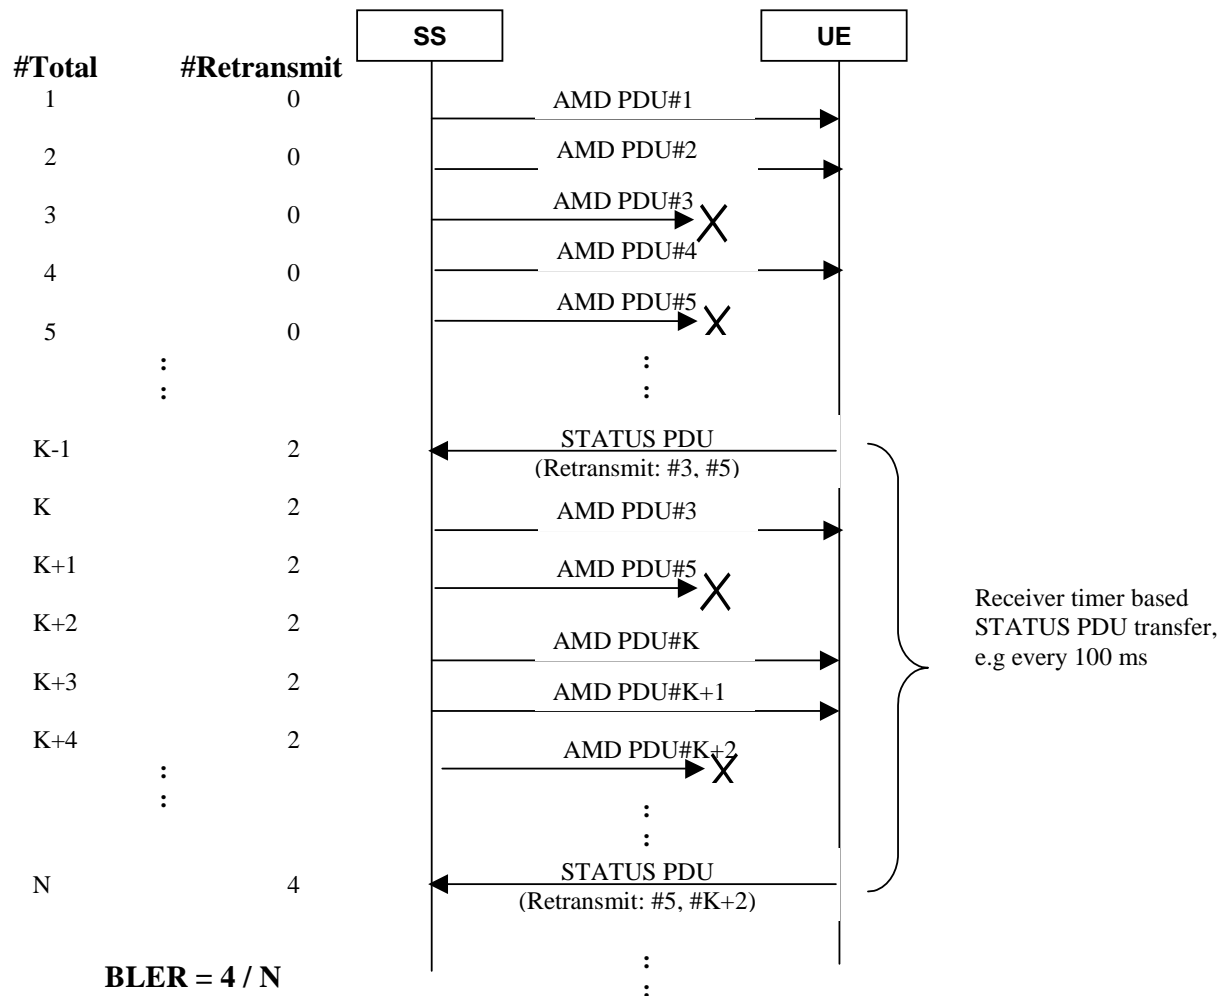 SS UE
#Total #Retransmit
1 0 AMD PDU#1
2 0 AMD PDU#2
3 0 AMD PDU#3
4 0 AMD PDU#4
5 0 AMD PDU#5
: :
: :
K-1 2 STATUS PDU
(Retransmit: #3, #5)
K 2 AMD PDU#3
K+1 2 AMD PDU#5
Receiver timer based
STATUS PDU transfer,
e.g every 100 ms
K+2 2 AMD PDU#K
K+3 2 AMD PDU#K+1
K+4 2 AMD PDU#K+2
: :
: :
N 4 STATUS PDU
(Retransmit: #5, #K+2)
BLER = 4 / N :
: